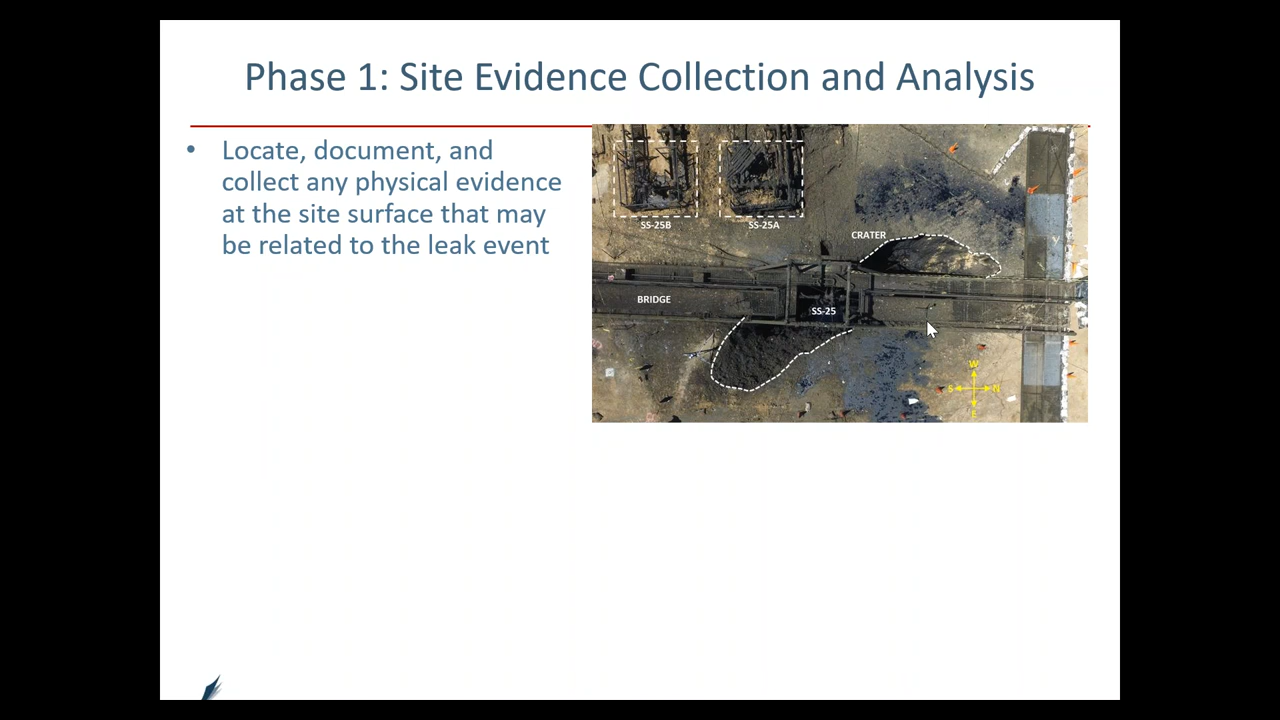 Phase 1: Site Evidence Collection and Analysis
• Locate, document, and
collect any physical evidence
at the site surface that may
be related to the leak event
SS-25B
SS-25A
CRATER
BRIDGE
SS-25
W
S
N
E